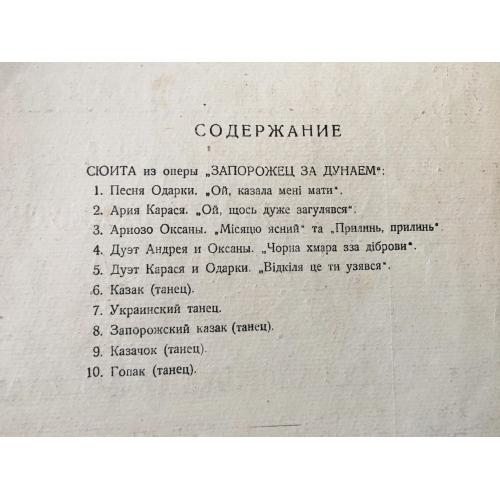 СОДЕРЖАНИЕ
СЮИТА из оперы „ЗАПОРОЖЕЦ ЗА ДУНАЕМ“:
1. Песня Одарки. „Ой, казала мені мати“.
2. Ария Карася. „Ой, щось дуже загулявся“.
3. Ариозо Оксаны. „Місяцю ясний“ та „Прилинь, прилинь“.
4. Дуэт Андрея и Оксаны. „Чорна хмара зза діброви“.
5. Дуэт Карася и Одарки. „Відкіля це ти узявся“.
6. Казак (танец).
7. Украинский танец.
8. Запорожский казак (танец).
9. Казачок (танец).
10. Гопак (танец).